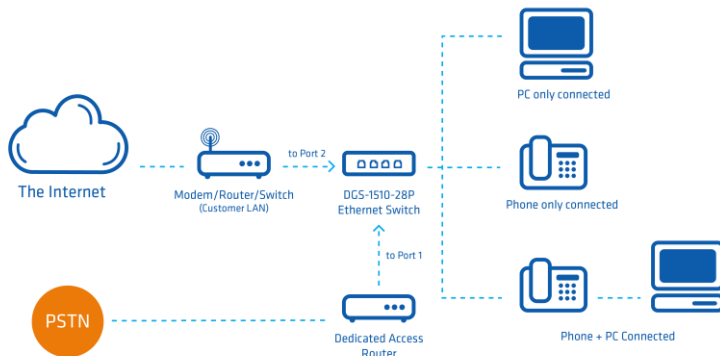 PC only connected
to Port 2
The Internet
Modem/Router/Switch
(Customer LAN)
DGS-1510-28P
Ethernet Switch
Phone only connected
to Port 1
PSTN
Dedicated Access
Router
Phone + PC Connected